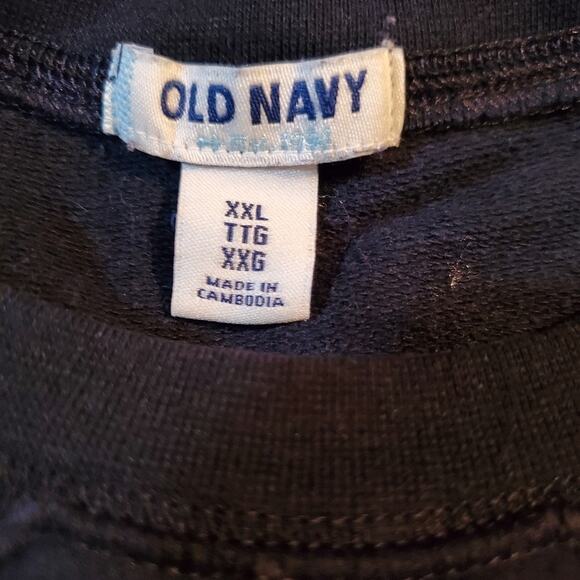 OLD NAVY
XXL
TTG
XXG
MADE IN
CAMBODIA